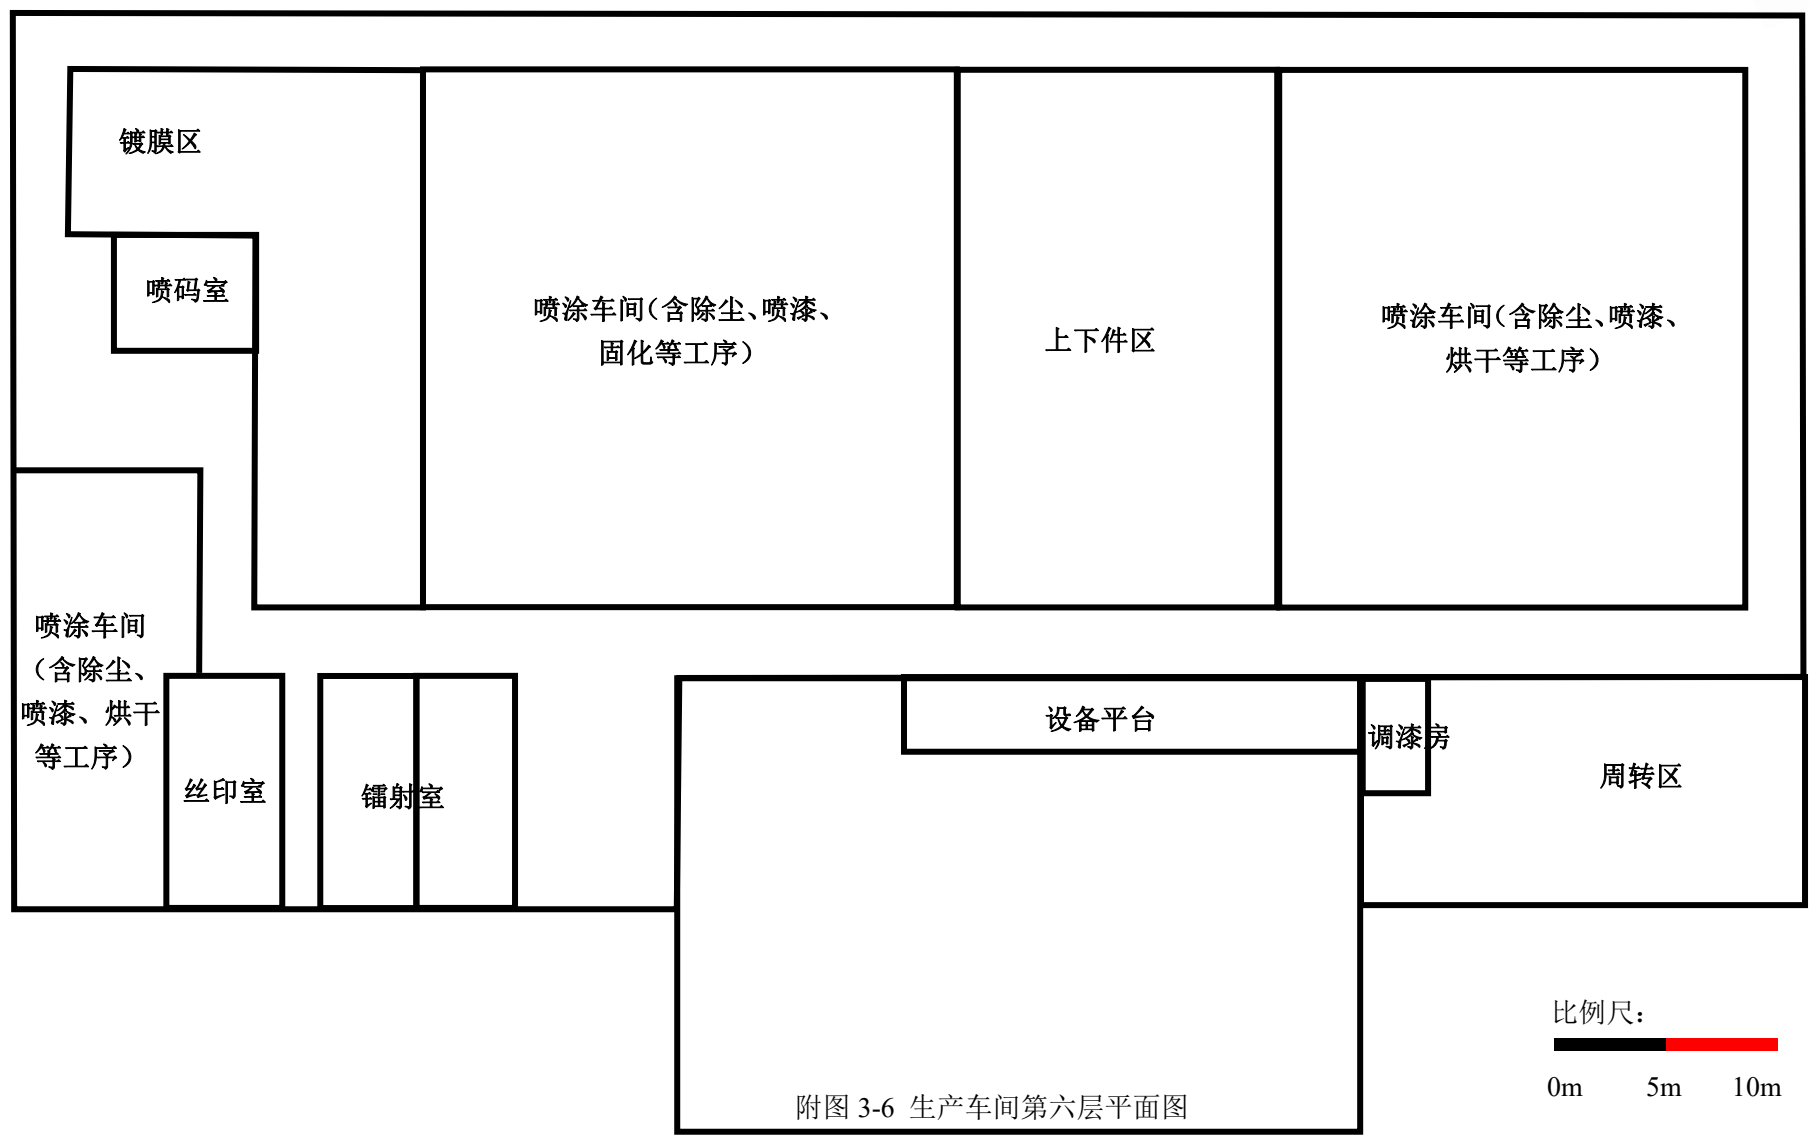 镀膜区
喷码室
喷涂车间（含除尘、喷漆、
固化等工序）
上下件区
喷涂车间（含除尘、喷漆、
烘干等工序）
喷涂车间
（含除尘、
喷漆、烘干
等工序）
丝印室
镭射室
设备平台
调漆房
周转区
比例尺：
0m 5m 10m
附图 3-6 生产车间第六层平面图